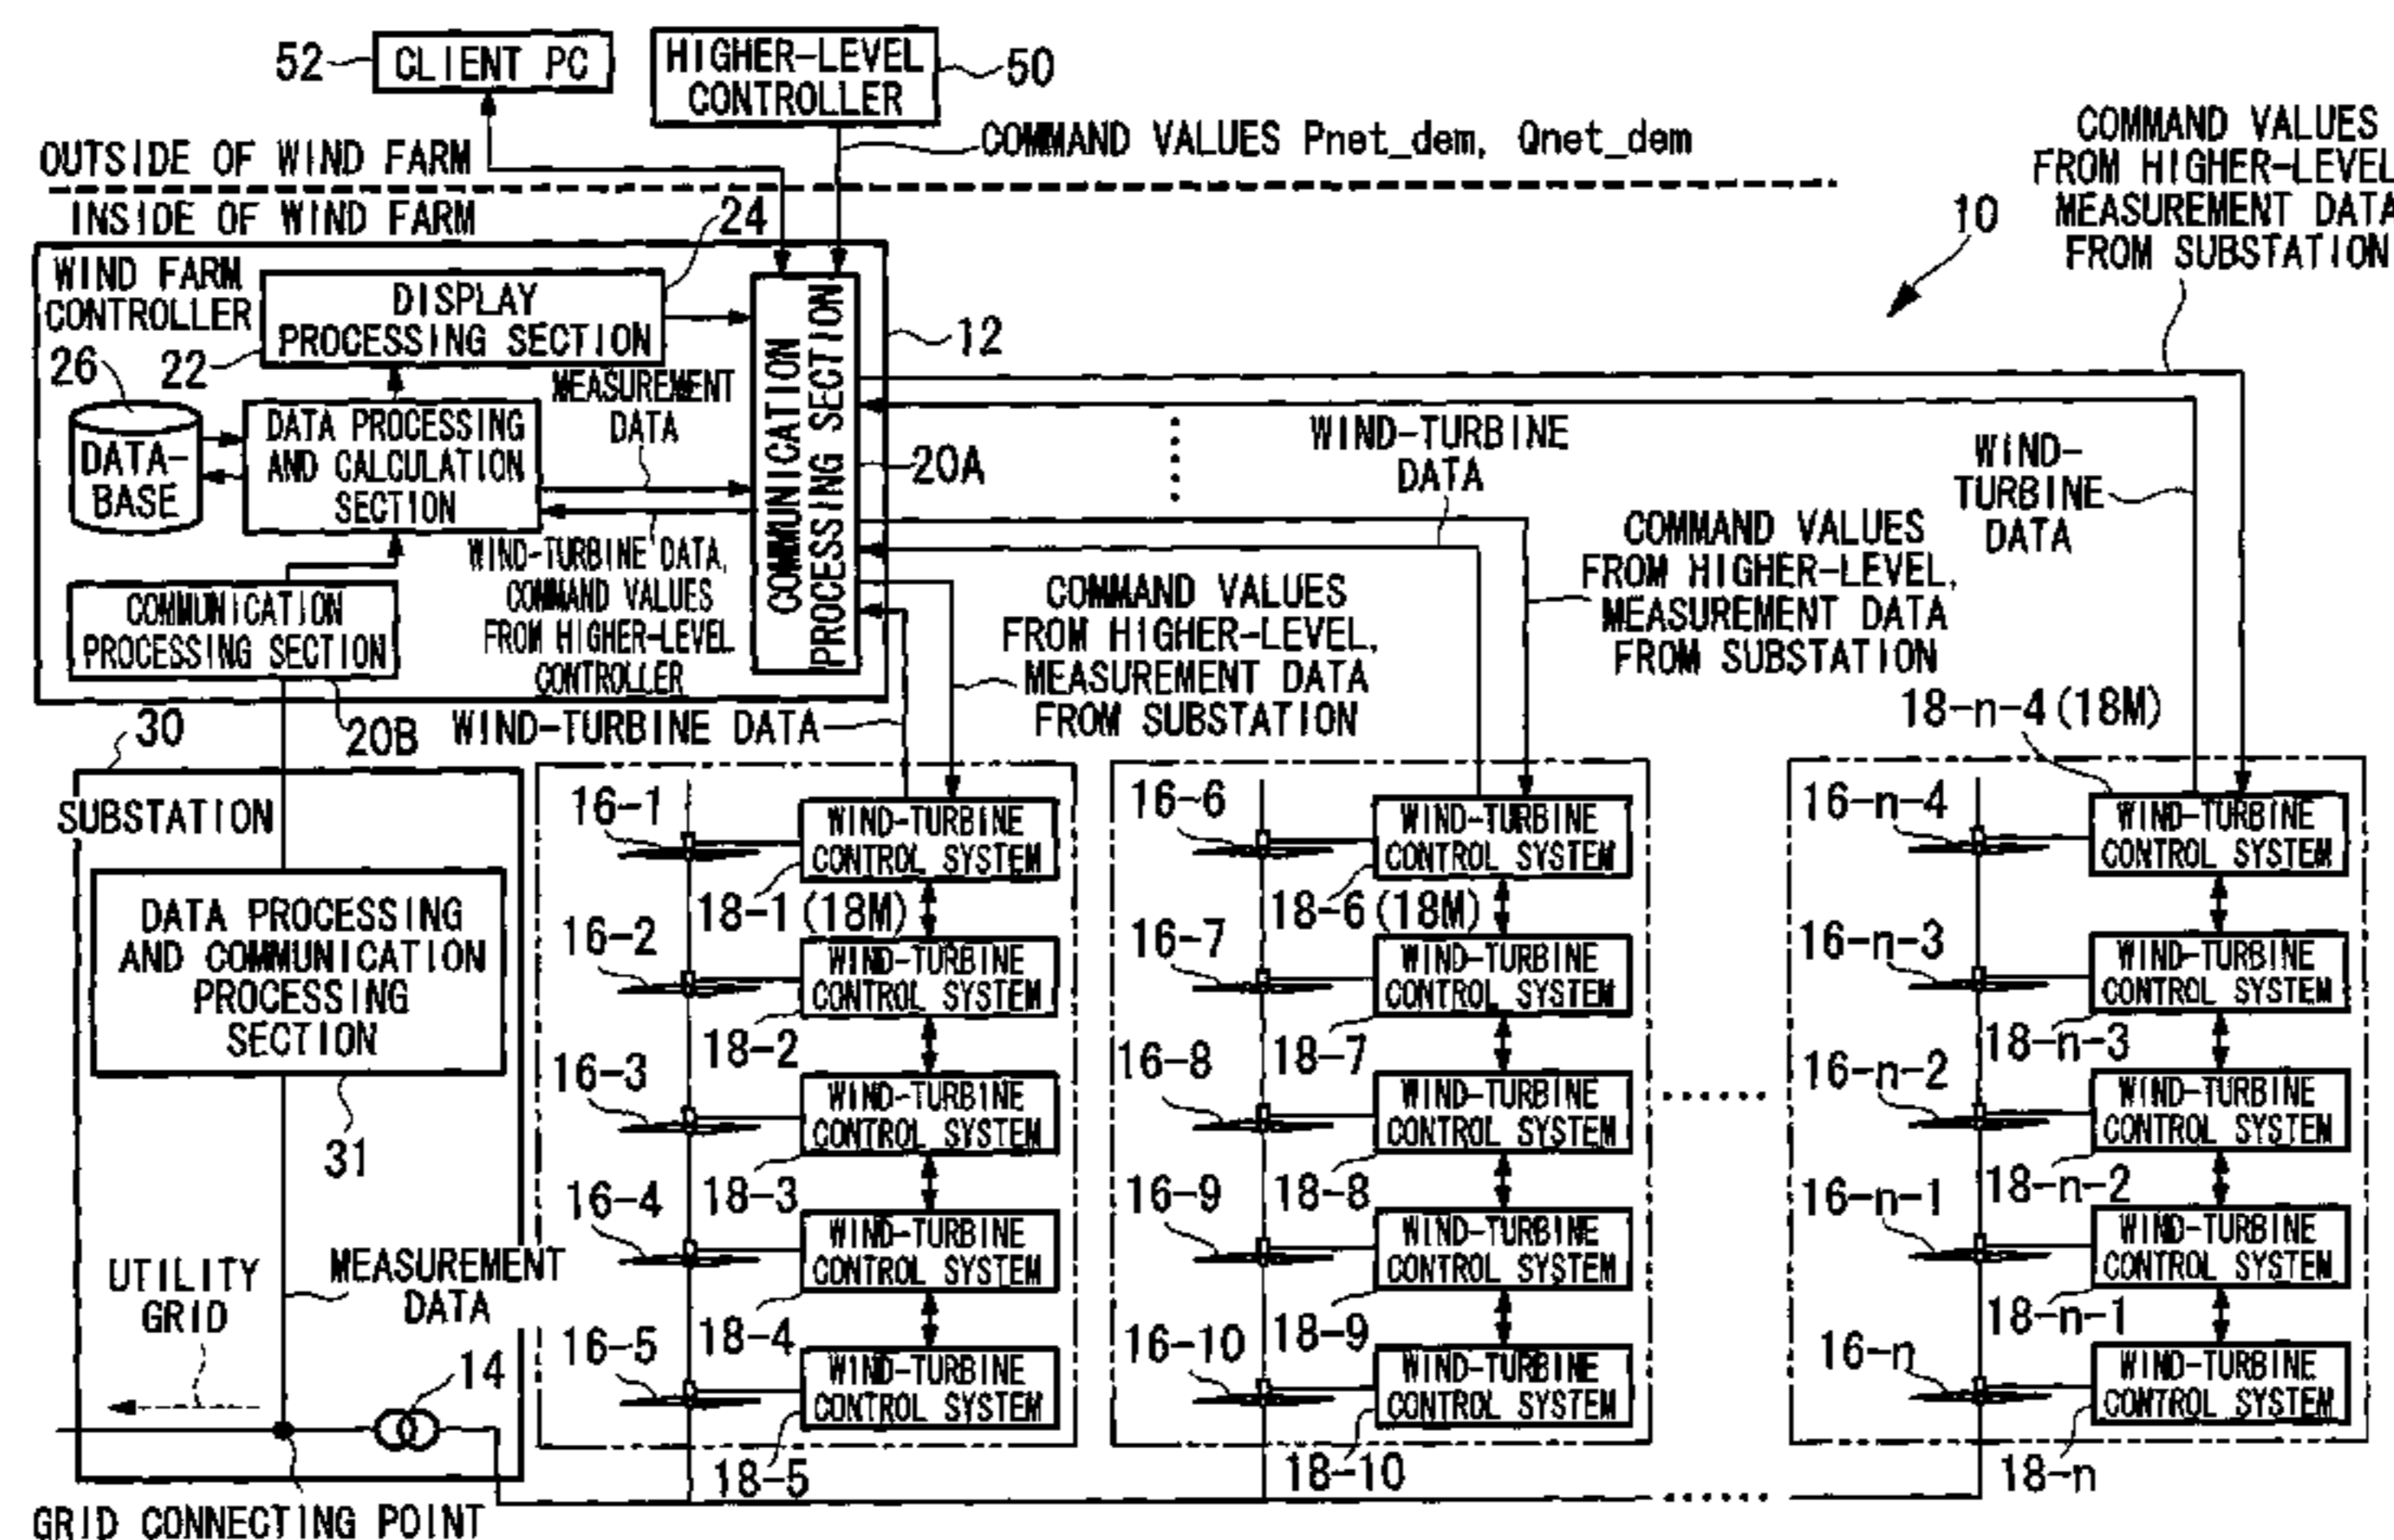 52
CLIENT PC
HIGHER-LEVEL
CONTROLLER
50
COMMAND VALUES Pnet_dem, Qnet_dem
OUTSIDE OF WIND FARM
INSIDE OF WIND FARM
COMMAND VALUES
FROM HIGHER-LEVEL
MEASUREMENT DATA
FROM SUBSTATION
10
24
WIND FARM
CONTROLLER
DISPLAY
PROCESSING SECTION
12
22
26
DATA-
BASE
DATA PROCESSING
AND CALCULATION
SECTION
MEASUREMENT
DATA
COMMUNICATION
PROCESSING SECTION
20A
WIND-TURBINE
DATA
WIND-
TURBINE
DATA
COMMUNICATION
PROCESSING SECTION
WIND-TURBINE DATA,
COMMAND VALUES
FROM HIGHER-LEVEL
CONTROLLER
COMMAND VALUES
FROM HIGHER-LEVEL,
MEASUREMENT DATA
FROM SUBSTATION
COMMAND VALUES
FROM HIGHER-LEVEL,
MEASUREMENT DATA
FROM SUBSTATION
30
20B
WIND-TURBINE DATA
18-n-4(18M)
SUBSTATION
DATA PROCESSING
AND COMMUNICATION
PROCESSING
SECTION
31
UTILITY
GRID
MEASUREMENT
DATA
14
GRID CONNECTING POINT
16-1
WIND-TURBINE
CONTROL SYSTEM
18-1(18M)
16-2
WIND-TURBINE
CONTROL SYSTEM
18-2
16-3
WIND-TURBINE
CONTROL SYSTEM
18-3
16-4
WIND-TURBINE
CONTROL SYSTEM
18-4
16-5
WIND-TURBINE
CONTROL SYSTEM
18-5
16-6
WIND-TURBINE
CONTROL SYSTEM
18-6(18M)
16-7
WIND-TURBINE
CONTROL SYSTEM
18-7
16-8
WIND-TURBINE
CONTROL SYSTEM
18-8
16-9
WIND-TURBINE
CONTROL SYSTEM
18-9
16-10
WIND-TURBINE
CONTROL SYSTEM
18-10
16-n-4
WIND-TURBINE
CONTROL SYSTEM
16-n-3
WIND-TURBINE
CONTROL SYSTEM
18-n-3
16-n-2
WIND-TURBINE
CONTROL SYSTEM
18-n-2
16-n-1
WIND-TURBINE
CONTROL SYSTEM
18-n-1
16-n
WIND-TURBINE
CONTROL SYSTEM
18-n